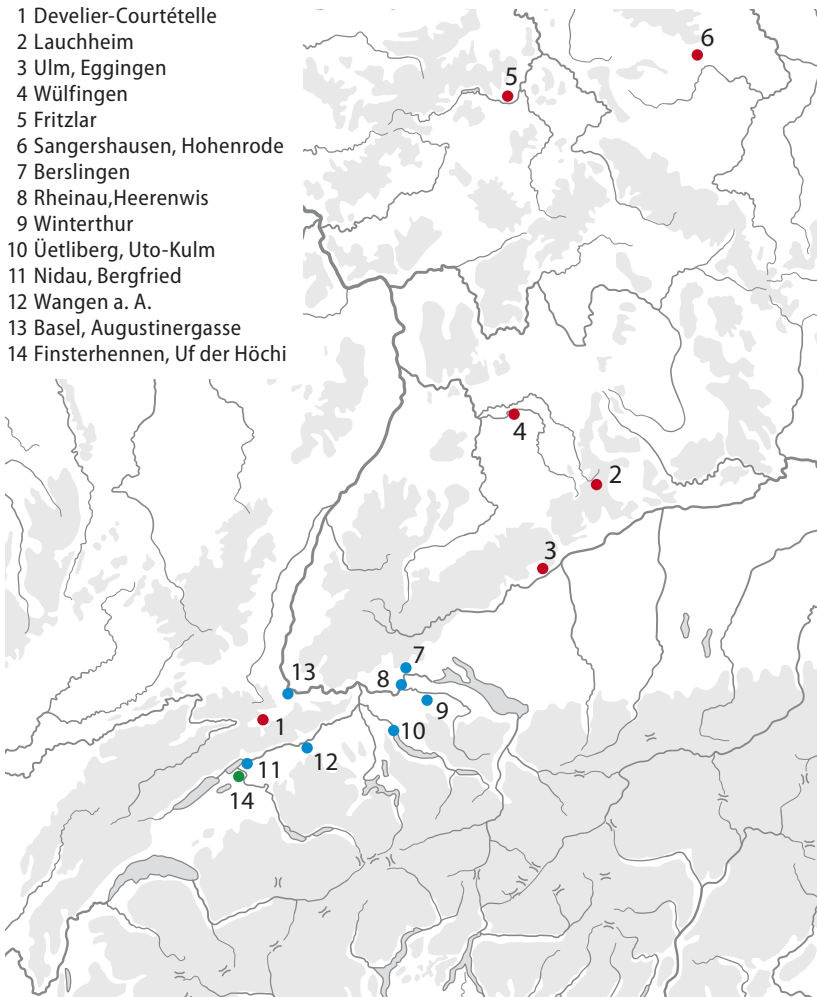 1 Develier-Courtételle
2 Lauchheim
3 Ulm, Eggingen
4 Wülfingen
5 Fritzlar
6 Sangershausen, Hohenrode
7 Berslingen
8 Rheinau,Heerenwis
9 Winterthur
10 Üetliberg, Uto-Kulm
11 Nidau, Bergfried
12 Wangen a. A.
13 Basel, Augustinergasse
14 Finsterhennen, Uf der Höchi
6
5
4
2
3
7
13
8
9
1
10
12
11
14